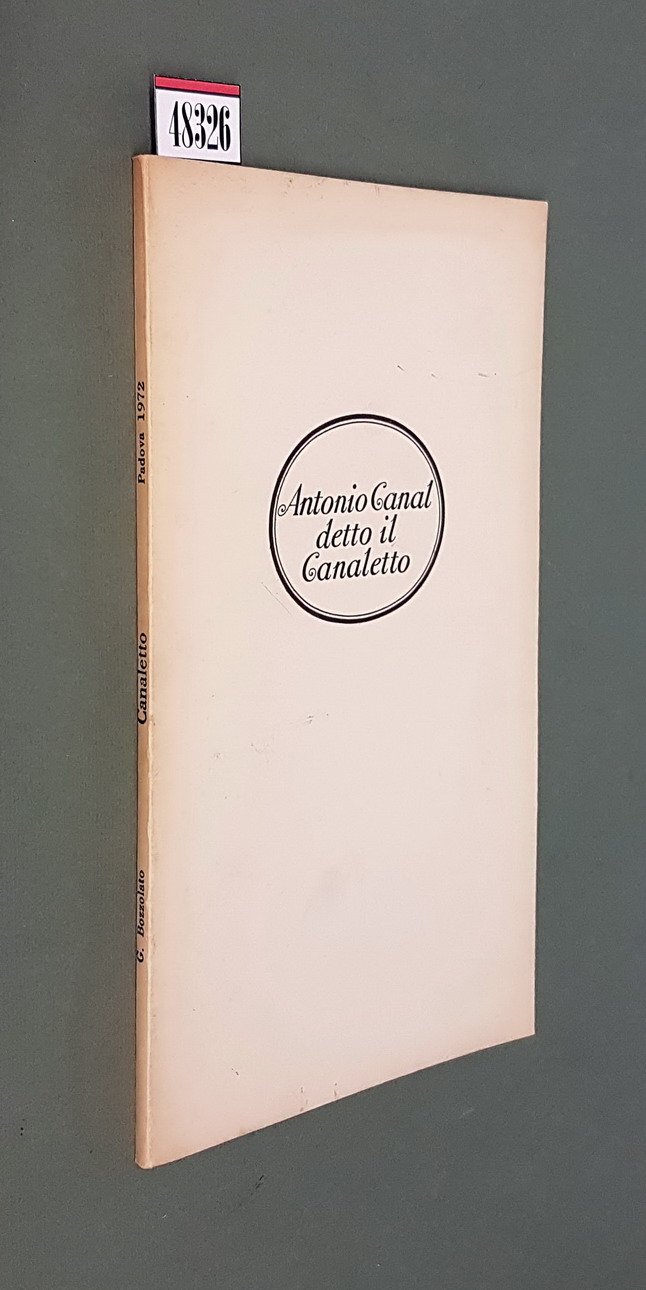 48326
Antonio Canal
detto il
Canaletto
G. Bozzolato Canaletto Padova 1972